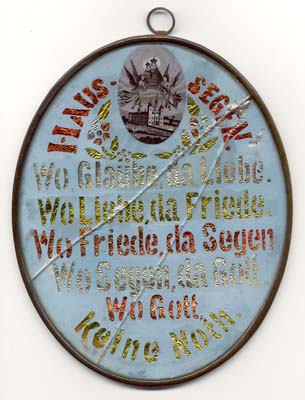 HAUS-SEGEN.
Wo Glaube, da Liebe.
Wo Liebe, da Friede.
Wo Friede, da Segen
Wo Segen, da Gott.
Wo Gott,
keine Noth.